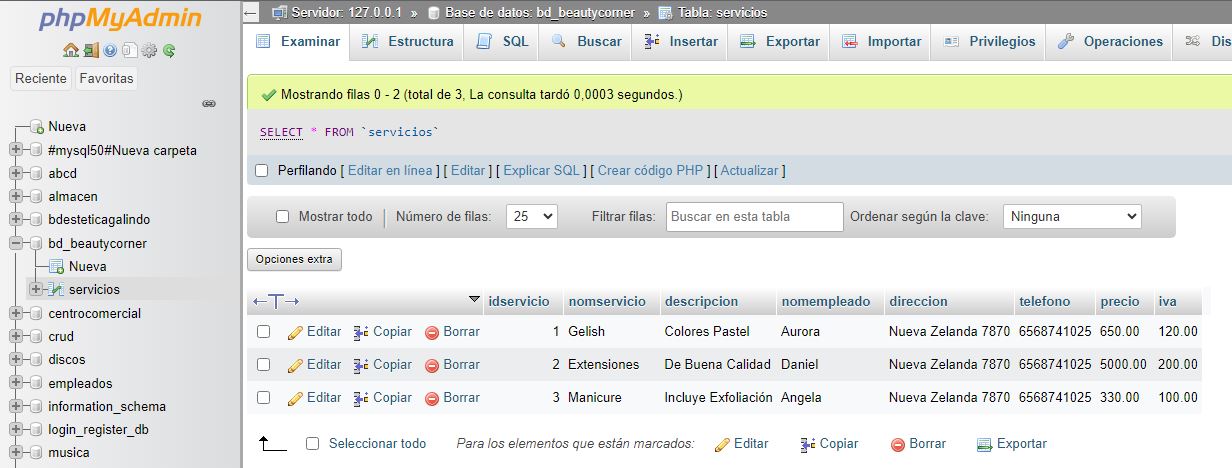 phpMyAdmin
Reciente Favoritas
Nueva
#mysql50#Nueva carpeta
abcd
almacen
bdesteticagalindo
bd_beautycorner
Nueva
servicios
centrocomercial
crud
discos
empleados
information_schema
login_register_db
musica
Servidor: 127.0.0.1 » Base de datos: bd_beautycorner » Tabla: servicios
Examinar Estructura SQL Buscar Insertar Exportar Importar Privilegios Operaciones Dis
Mostrando filas 0 - 2 (total de 3, La consulta tardó 0,0003 segundos.)
SELECT * FROM `servicios`
Perfilando [ Editar en línea ] [ Editar ] [ Explicar SQL ] [ Crear código PHP ] [ Actualizar ]
Mostrar todo | Número de filas: 25 Filtrar filas: Buscar en esta tabla Ordenar según la clave: Ninguna
Opciones extra
←T→ idservicio nomservicio descripcion nomempleado direccion telefono precio iva
Editar Copiar Borrar 1 Gelish Colores Pastel Aurora Nueva Zelanda 7870 6568741025 650.00 120.00
Editar Copiar Borrar 2 Extensiones De Buena Calidad Daniel Nueva Zelanda 7870 6568741025 5000.00 200.00
Editar Copiar Borrar 3 Manicure Incluye Exfoliación Angela Nueva Zelanda 7870 6568741025 330.00 100.00
Seleccionar todo Para los elementos que están marcados: Editar Copiar Borrar Exportar